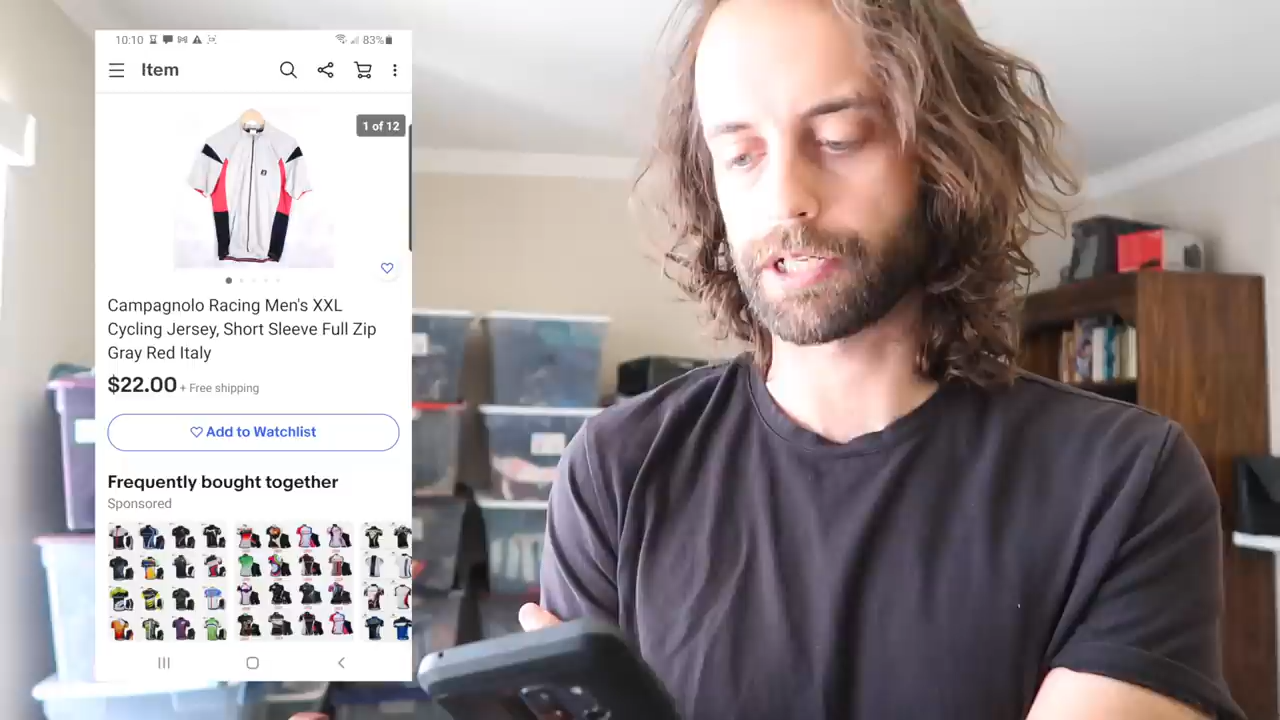 10:10
83%
Item
1 of 12
Campagnolo Racing Men's XXL
Cycling Jersey, Short Sleeve Full Zip
Gray Red Italy
$22.00 + Free shipping
Add to Watchlist
Frequently bought together
Sponsored